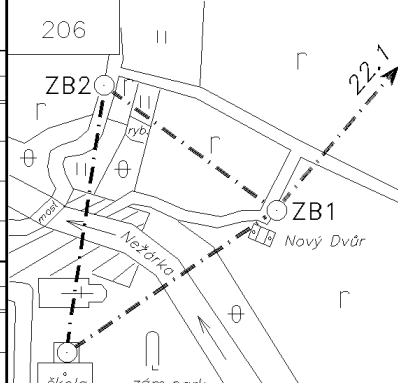 206
22.1
ZB2
r
r
ryb.
r
ZB1
most
Nežárka
Nový Dvůr
r
škola
zám.park